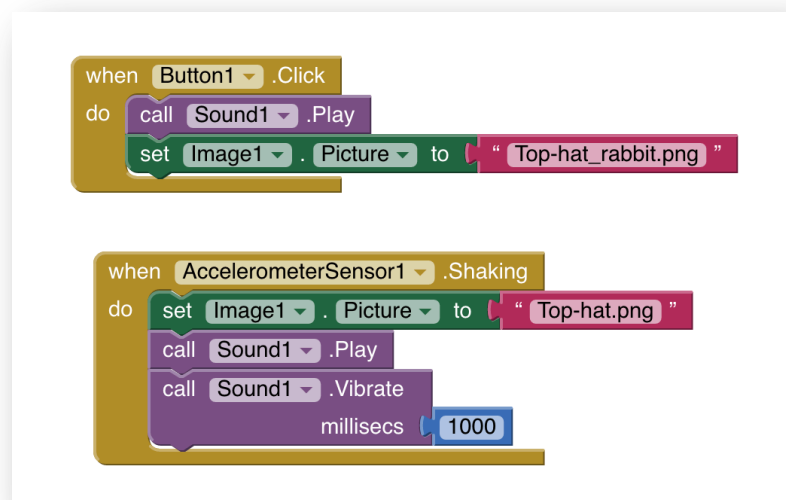 when Button1 .Click
do call Sound1 .Play
set Image1 . Picture to “ Top-hat_rabbit.png ”
when AccelerometerSensor1 .Shaking
do set Image1 . Picture to “ Top-hat.png ”
call Sound1 .Play
call Sound1 .Vibrate
millisecs 1000